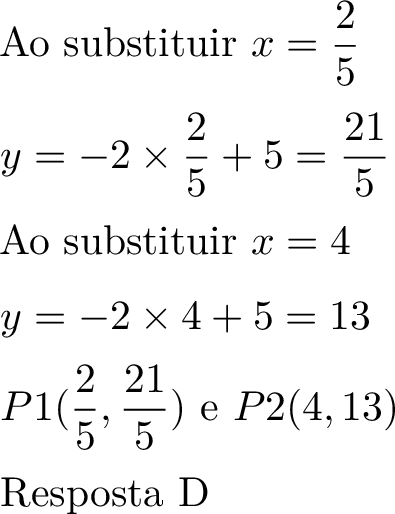 Ao substituir x = 2/5
y = −2 × 2/5 + 5 = 21/5
Ao substituir x = 4
y = −2 × 4 + 5 = 13
P1(2/5, 21/5) e P2(4, 13)
Resposta D